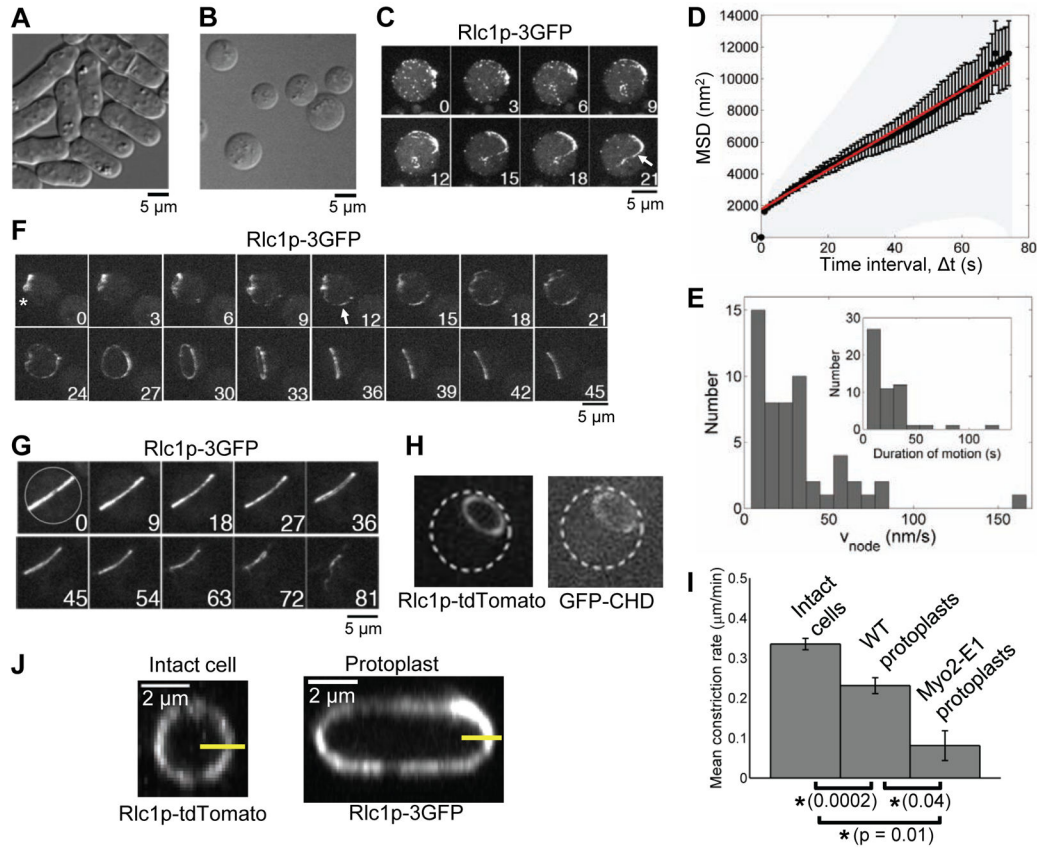 A
B
5 µm
5 µm
C
Rlc1p-3GFP
0
3
6
9
12
15
18
21
5 µm
D
MSD (nm²)
14000
12000
10000
8000
6000
4000
2000
0
0
20
40
60
80
Time interval, Δt (s)
F
Rlc1p-3GFP
*
0
3
6
9
12
15
18
21
24
27
30
33
36
39
42
45
5 µm
E
Number
15
10
5
0
0
50
100
150
v node (nm/s)
Number
30
20
10
0
0
50
100
Duration of motion (s)
G
Rlc1p-3GFP
0
9
18
27
36
45
54
63
72
81
5 µm
H
Rlc1p-tdTomato
GFP-CHD
I
Mean constriction rate (µm/min)
0.5
0.4
0.3
0.2
0.1
0
Intact
cells
WT
protoplasts
Myo2-E1
protoplasts
*(0.0002)
*(0.04)
*(p = 0.01)
J
Intact cell
2 µm
Rlc1p-tdTomato
Protoplast
2 µm
Rlc1p-3GFP